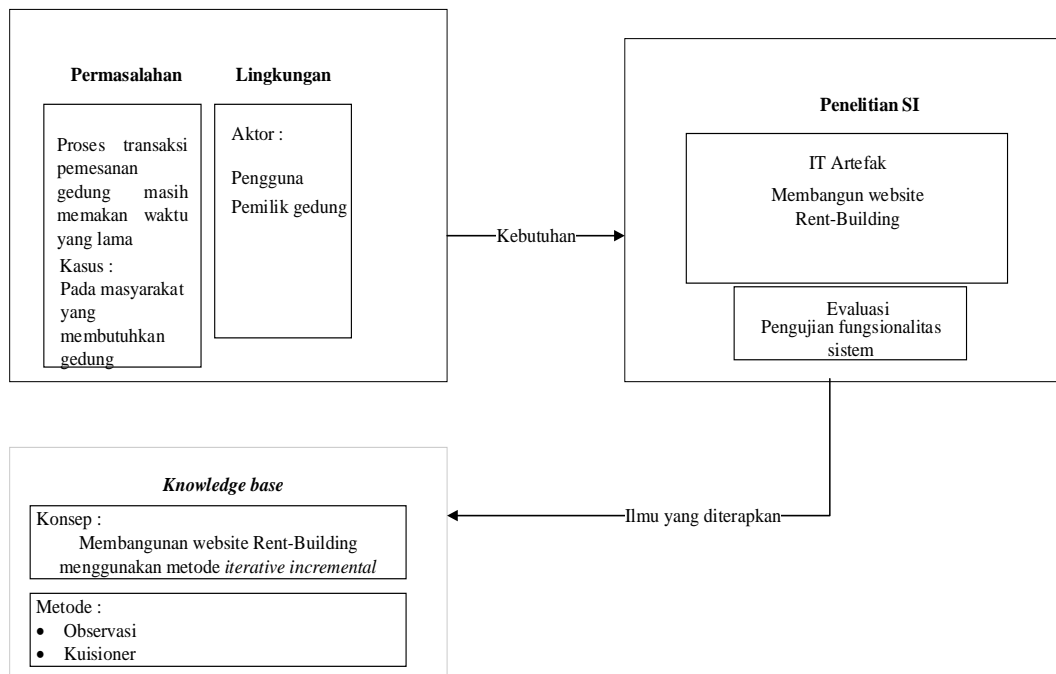 Permasalahan
Proses transaksi
pemesanan
gedung masih
memakan waktu
yang lama
Kasus :
Pada masyarakat
yang
membutuhkan
gedung
Lingkungan
Aktor :
Pengguna
Pemilik gedung
Kebutuhan
Penelitian SI
IT Artefak
Membangun website
Rent-Building
Evaluasi
Pengujian fungsionalitas
sistem
Ilmu yang diterapkan
Knowledge base
Konsep :
Membangunan website Rent-Building
menggunakan metode iterative incremental
Metode :
• Observasi
• Kuisioner